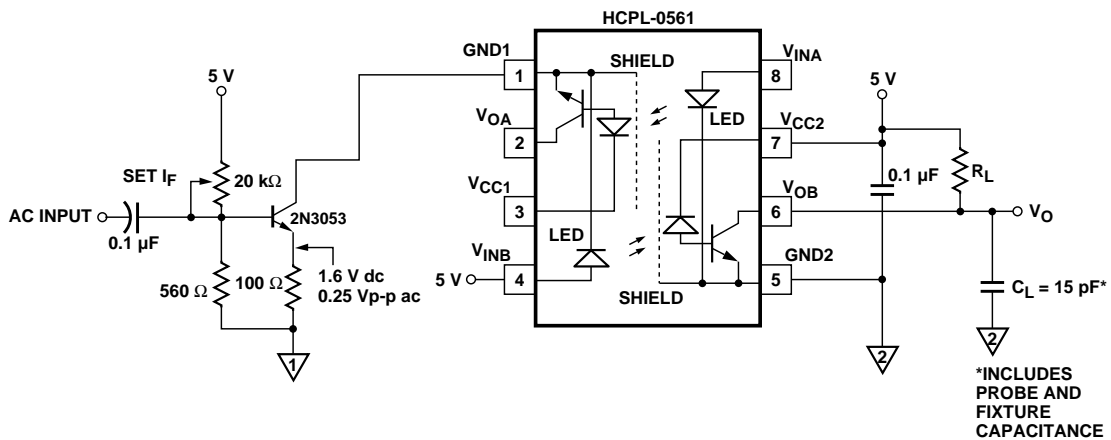 HCPL-0561
GND1
1
SHIELD
VINA
8
5 V
5 V
VOA
2
LED
VCC2
7
SET IF
20 kΩ
0.1 µF
RL
AC INPUT
2N3053
VCC1
3
VOB
6
VO
0.1 µF
LED
VINB
GND2
560 Ω
100 Ω
1.6 V dc
0.25 Vp-p ac
5 V
4
5
SHIELD
CL = 15 pF*
1
2
2
*INCLUDES
PROBE AND
FIXTURE
CAPACITANCE